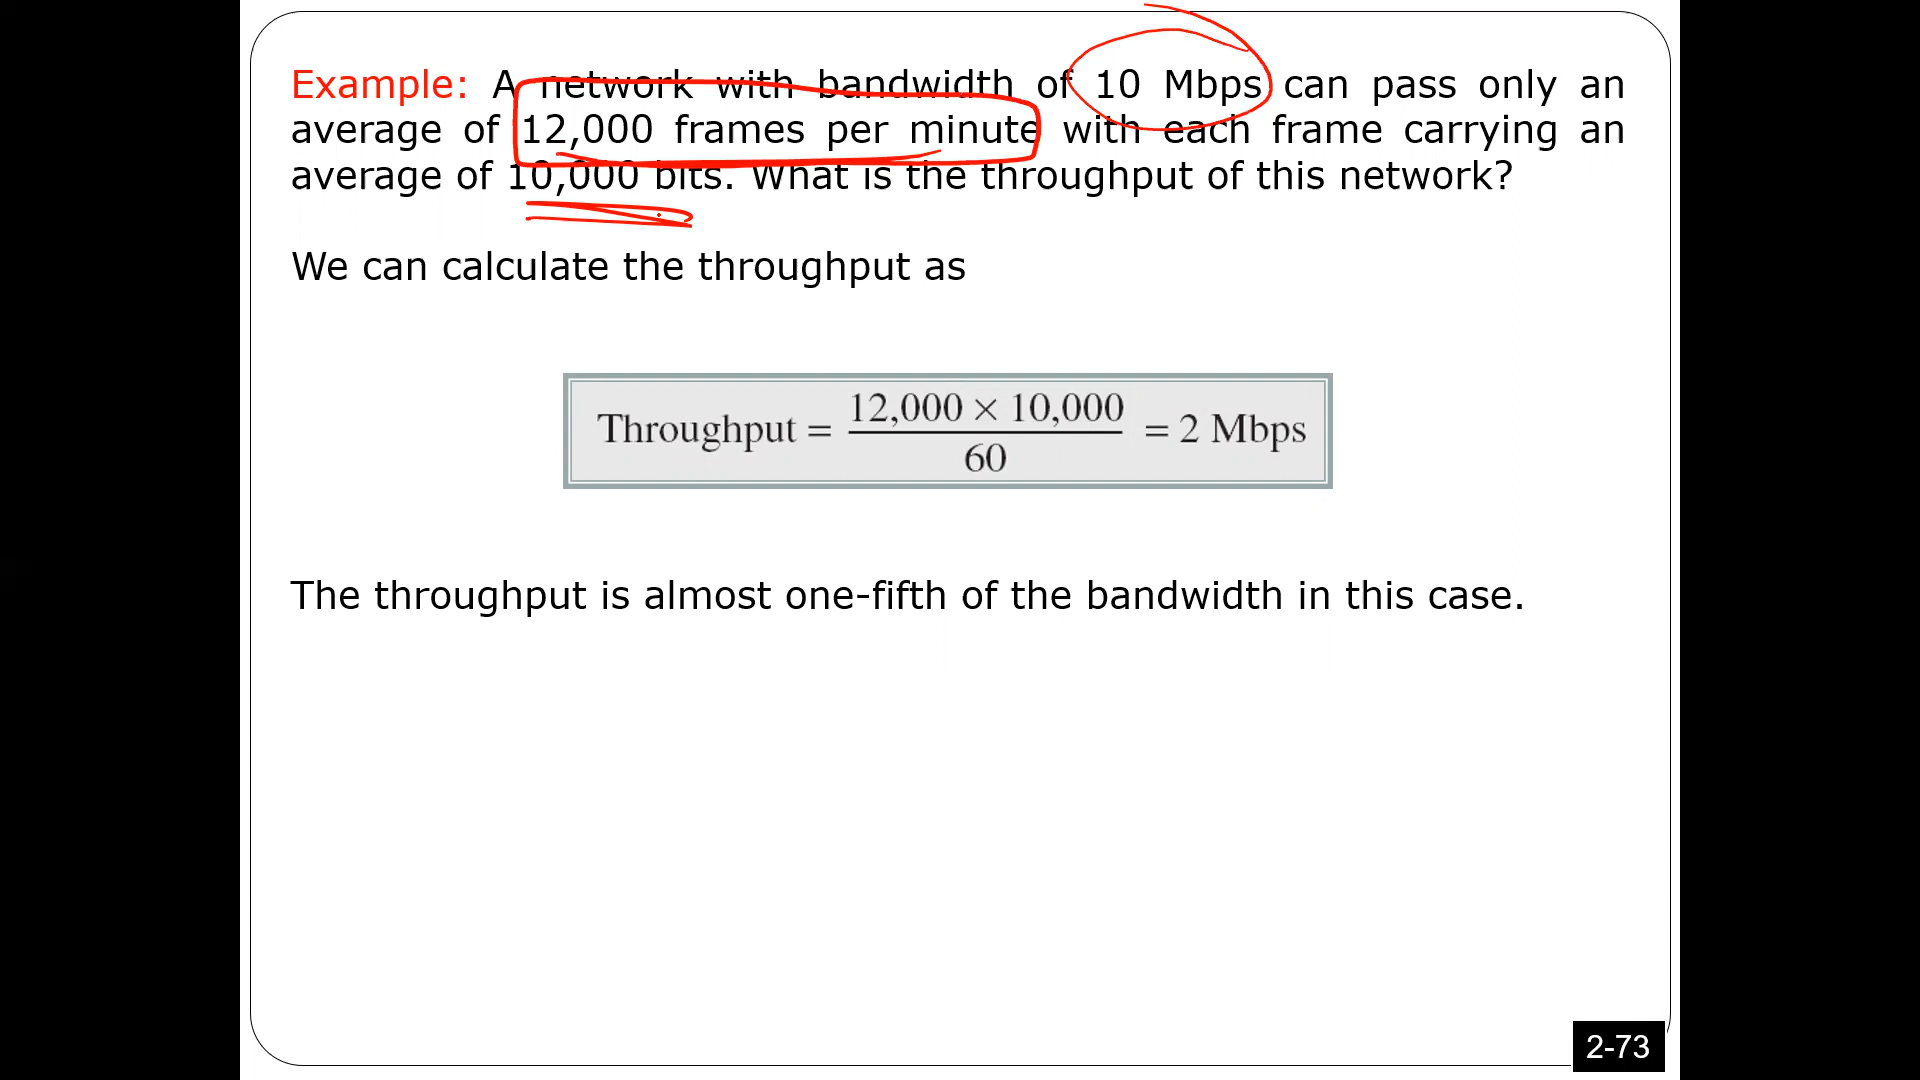 Example: A network with bandwidth of 10 Mbps can pass only an
average of 12,000 frames per minute with each frame carrying an
average of 10,000 bits. What is the throughput of this network?
We can calculate the throughput as
Throughput = 12,000 × 10,000 / 60 = 2 Mbps
The throughput is almost one-fifth of the bandwidth in this case.
2-73